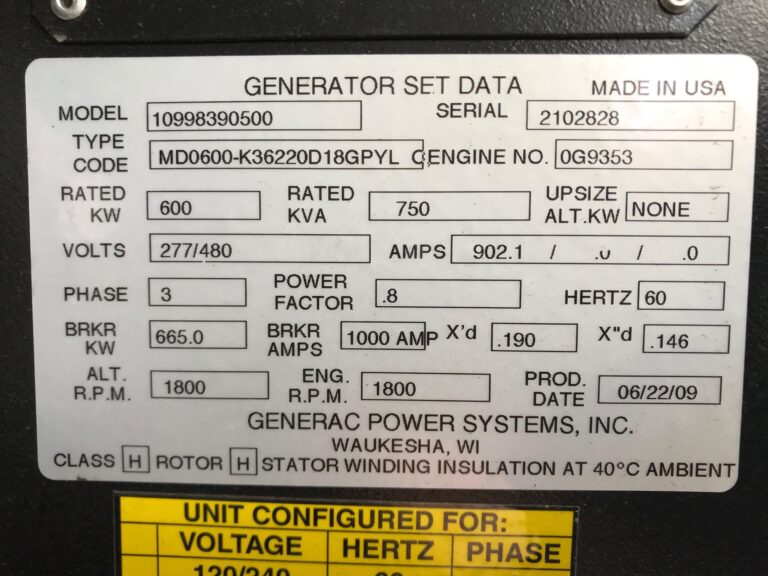 GENERATOR SET DATA MADE IN USA
MODEL 10998390500 SERIAL 2102828
TYPE CODE MD0600-K36220D18GPYL C ENGINE NO. 0G9353
RATED KW 600 RATED KVA 750 UPSIZE ALT.KW NONE
VOLTS 277/480 AMPS 902.1 / .0 / .0
PHASE 3 POWER FACTOR .8 HERTZ 60
BRKR KW 665.0 BRKR AMPS 1000 AMP X'd .190 X"d .146
ALT. R.P.M. 1800 ENG. R.P.M. 1800 PROD. DATE 06/22/09
GENERAC POWER SYSTEMS, INC.
WAUKESHA, WI
CLASS H ROTOR H STATOR WINDING INSULATION AT 40°C AMBIENT
UNIT CONFIGURED FOR:
VOLTAGE HERTZ PHASE
120/240